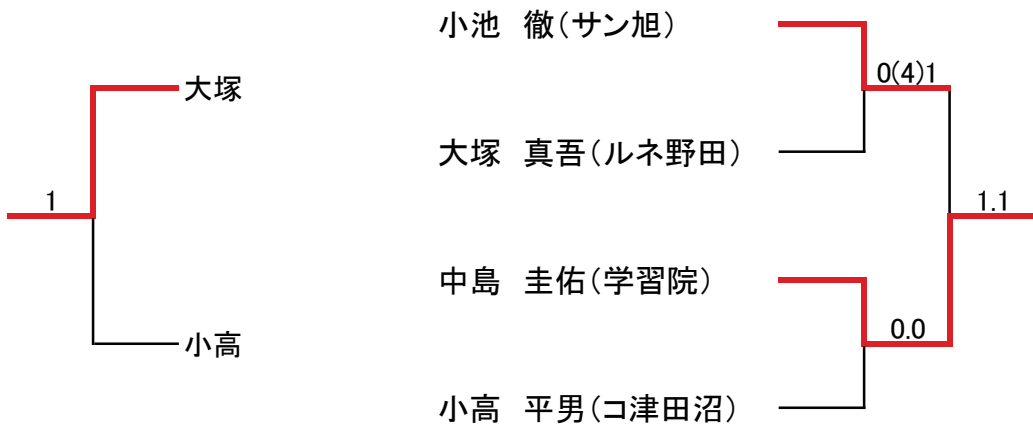 小池 徹(サン旭)
0(4)1
大塚
大塚 真吾(ルネ野田)
1
1.1
中島 圭佑(学習院)
0.0
小高
小高 平男(コ津田沼)